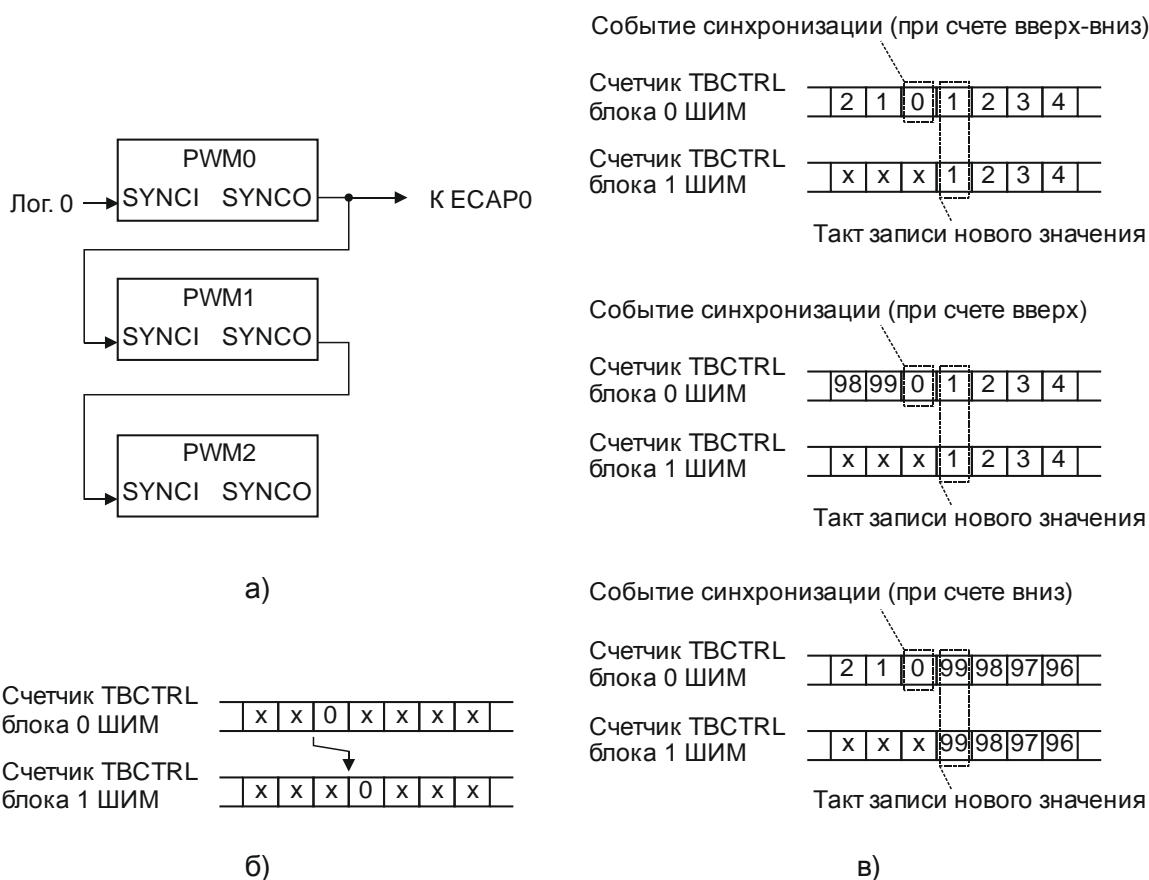 PWM0
Лог. 0 SYNCI SYNCO К ECAP0
PWM1
SYNCI SYNCO
PWM2
SYNCI SYNCO
а)
Счетчик TBCTRL
блока 0 ШИМ
x x 0 x x x x
Счетчик TBCTRL
блока 1 ШИМ
x x x 0 x x x
б)
Событие синхронизации (при счете вверх-вниз)
Счетчик TBCTRL
блока 0 ШИМ
2 1 0 1 2 3 4
Счетчик TBCTRL
блока 1 ШИМ
x x x 1 2 3 4
Такт записи нового значения
Событие синхронизации (при счете вверх)
Счетчик TBCTRL
блока 0 ШИМ
98 99 0 1 2 3 4
Счетчик TBCTRL
блока 1 ШИМ
x x x 1 2 3 4
Такт записи нового значения
Событие синхронизации (при счете вниз)
Счетчик TBCTRL
блока 0 ШИМ
2 1 0 99 98 97 96
Счетчик TBCTRL
блока 1 ШИМ
x x x 99 98 97 96
Такт записи нового значения
в)